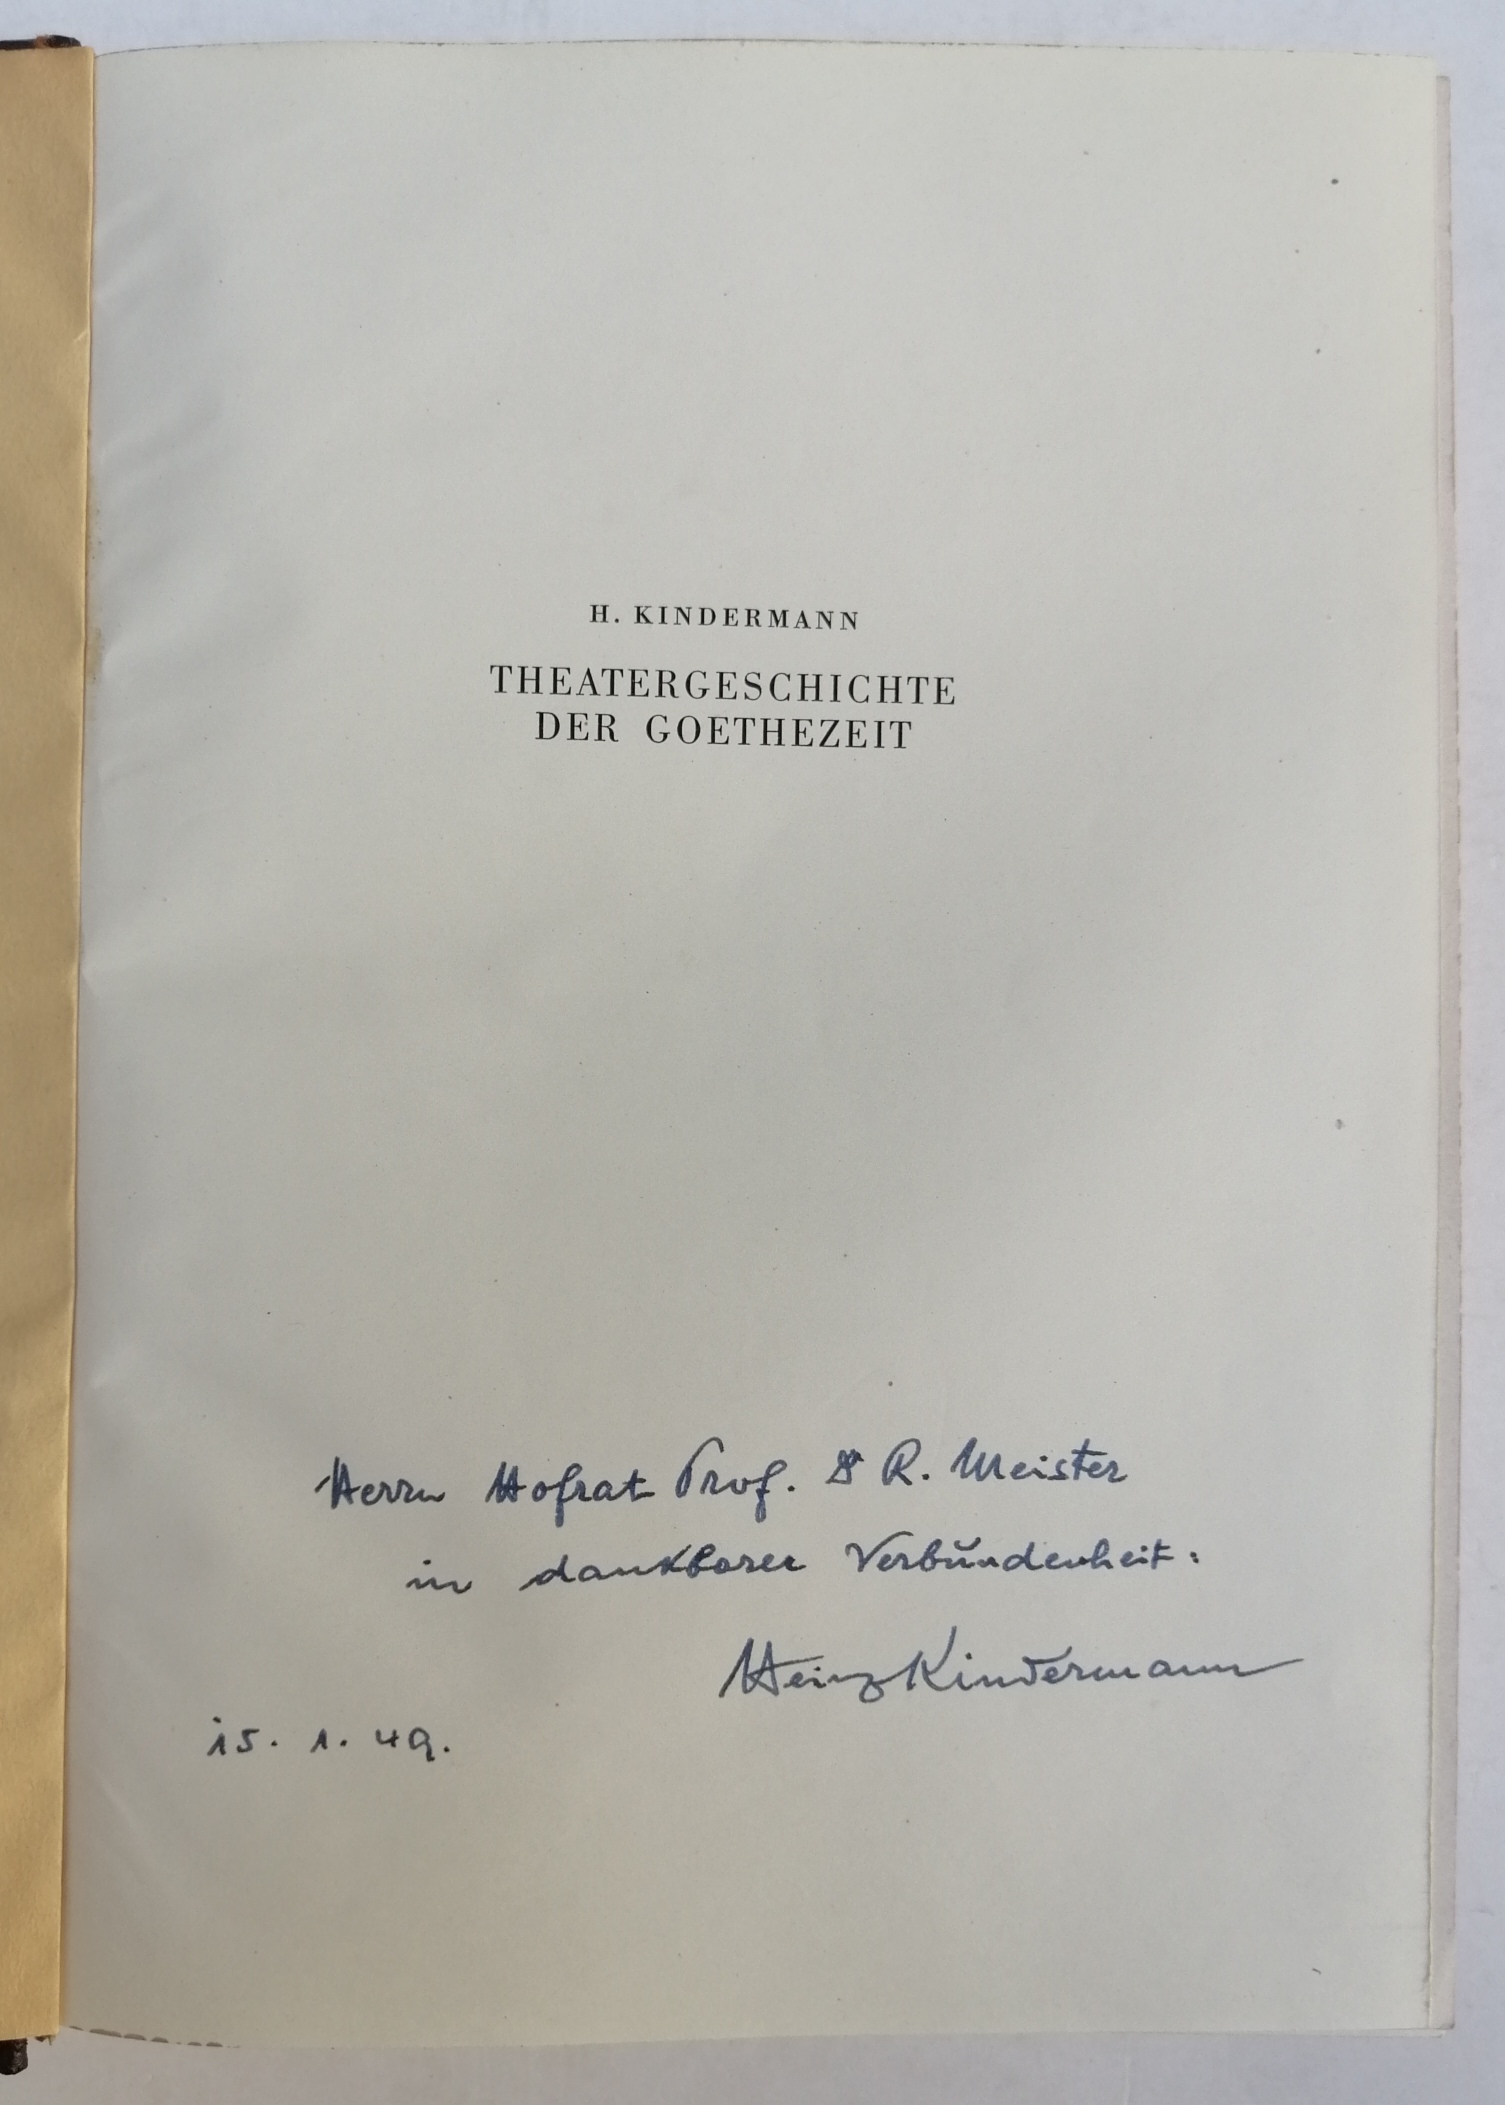 H. KINDERMANN
THEATERGESCHICHTE
DER GOETHEZEIT
Herrn Hofrat Prof. Dr R. Meister
in dankbarer Verbundenheit:
Heinz Kindermann
15. 1. 49.